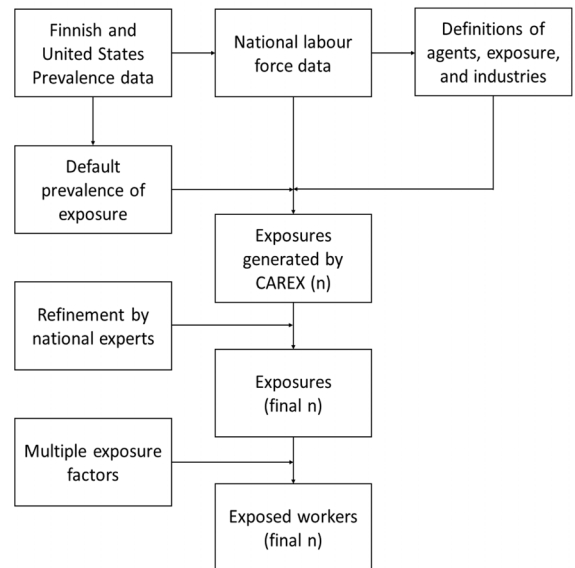 Finnish and
United States
Prevalence data
National labour
force data
Definitions of
agents, exposure,
and industries
Default
prevalence of
exposure
Exposures
generated by
CAREX (n)
Refinement by
national experts
Exposures
(final n)
Multiple exposure
factors
Exposed workers
(final n)